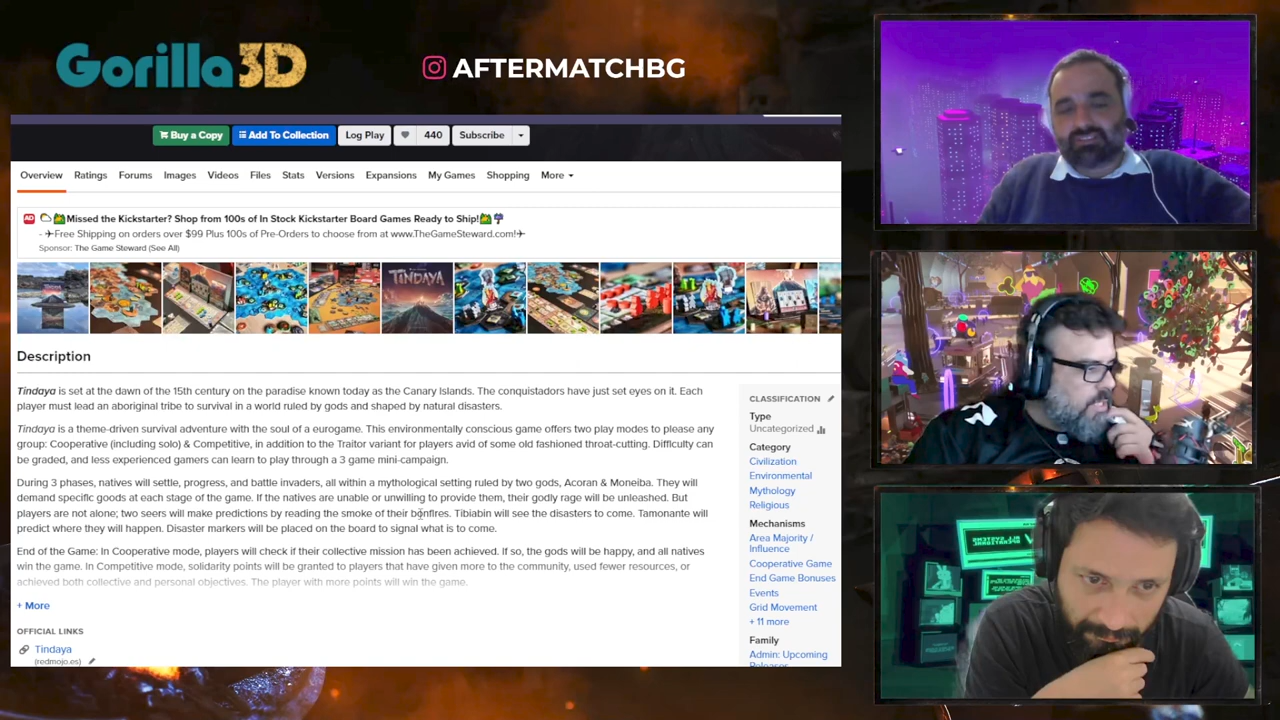 Gorilla3D
AFTERMATCHBG
Buy a Copy
Add To Collection
Log Play
440
Subscribe
Overview
Ratings
Forums
Images
Videos
Files
Stats
Versions
Expansions
My Games
Shopping
More
AD
Missed the Kickstarter? Shop from 100s of In Stock Kickstarter Board Games Ready to Ship!
- ✈Free Shipping on orders over $99 Plus 100s of Pre-Orders to choose from at www.TheGameSteward.com!✈
Sponsor: The Game Steward (See All)
TINDAYA
Description
Tindaya is set at the dawn of the 15th century on the paradise known today as the Canary Islands. The conquistadors have just set eyes on it. Each
player must lead an aboriginal tribe to survival in a world ruled by gods and shaped by natural disasters.
Tindaya is a theme-driven survival adventure with the soul of a eurogame. This environmentally conscious game offers two play modes to please any
group: Cooperative (including solo) & Competitive, in addition to the Traitor variant for players avid of some old fashioned throat-cutting. Difficulty can
be graded, and less experienced gamers can learn to play through a 3 game mini-campaign.
During 3 phases, natives will settle, progress, and battle invaders, all within a mythological setting ruled by two gods, Acoran & Moneiba. They will
demand specific goods at each stage of the game. If the natives are unable or unwilling to provide them, their godly rage will be unleashed. But
players are not alone; two seers will make predictions by reading the smoke of their bonfires. Tibiabin will see the disasters to come. Tamonante will
predict where they will happen. Disaster markers will be placed on the board to signal what is to come.
End of the Game: In Cooperative mode, players will check if their collective mission has been achieved. If so, the gods will be happy, and all natives
win the game. In Competitive mode, solidarity points will be granted to players that have given more to the community, used fewer resources, or
achieved both collective and personal objectives. The player with more points will win the game.
+ More
OFFICIAL LINKS
Tindaya
(redmojo.es)
CLASSIFICATION
Type
Uncategorized
Category
Civilization
Environmental
Mythology
Religious
Mechanisms
Area Majority /
Influence
Cooperative Game
End Game Bonuses
Events
Grid Movement
+ 11 more
Family
Admin: Upcoming
Releases